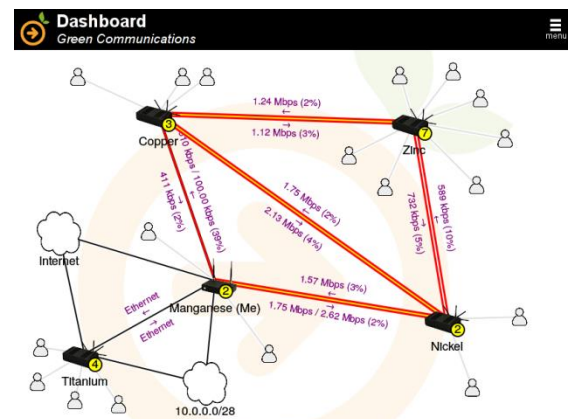 Dashboard
Green Communications
menu
1.24 Mbps (2%)
←
→
1.12 Mbps (3%)
3
Copper
7
Zinc
/ 100.00 kbps (39%)
←
→
411 kbps (2%)
1.75 Mbps (2%)
←
→
2.13 Mbps (4%)
589 kbps (10%)
←
→
732 kbps (5%)
Internet
Ethernet
←
→
Ethernet
2
Manganese (Me)
1.57 Mbps (3%)
←
→
1.75 Mbps / 2.62 Mbps (2%)
2
Nickel
4
Titanium
10.0.0.0/28